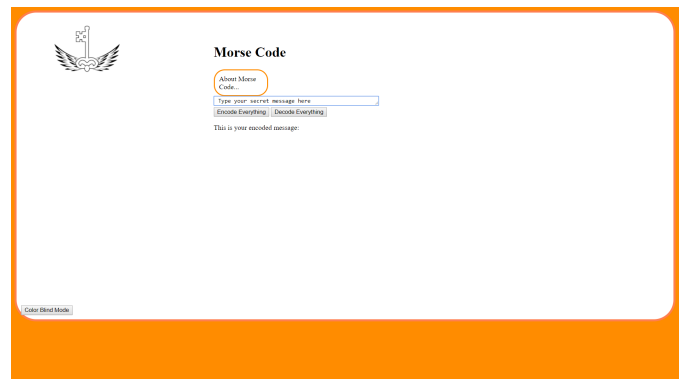 Morse Code
About Morse
Code...
Type your secret message here
Encode Everything Decode Everything
This is your encoded message:
Color Blind Mode